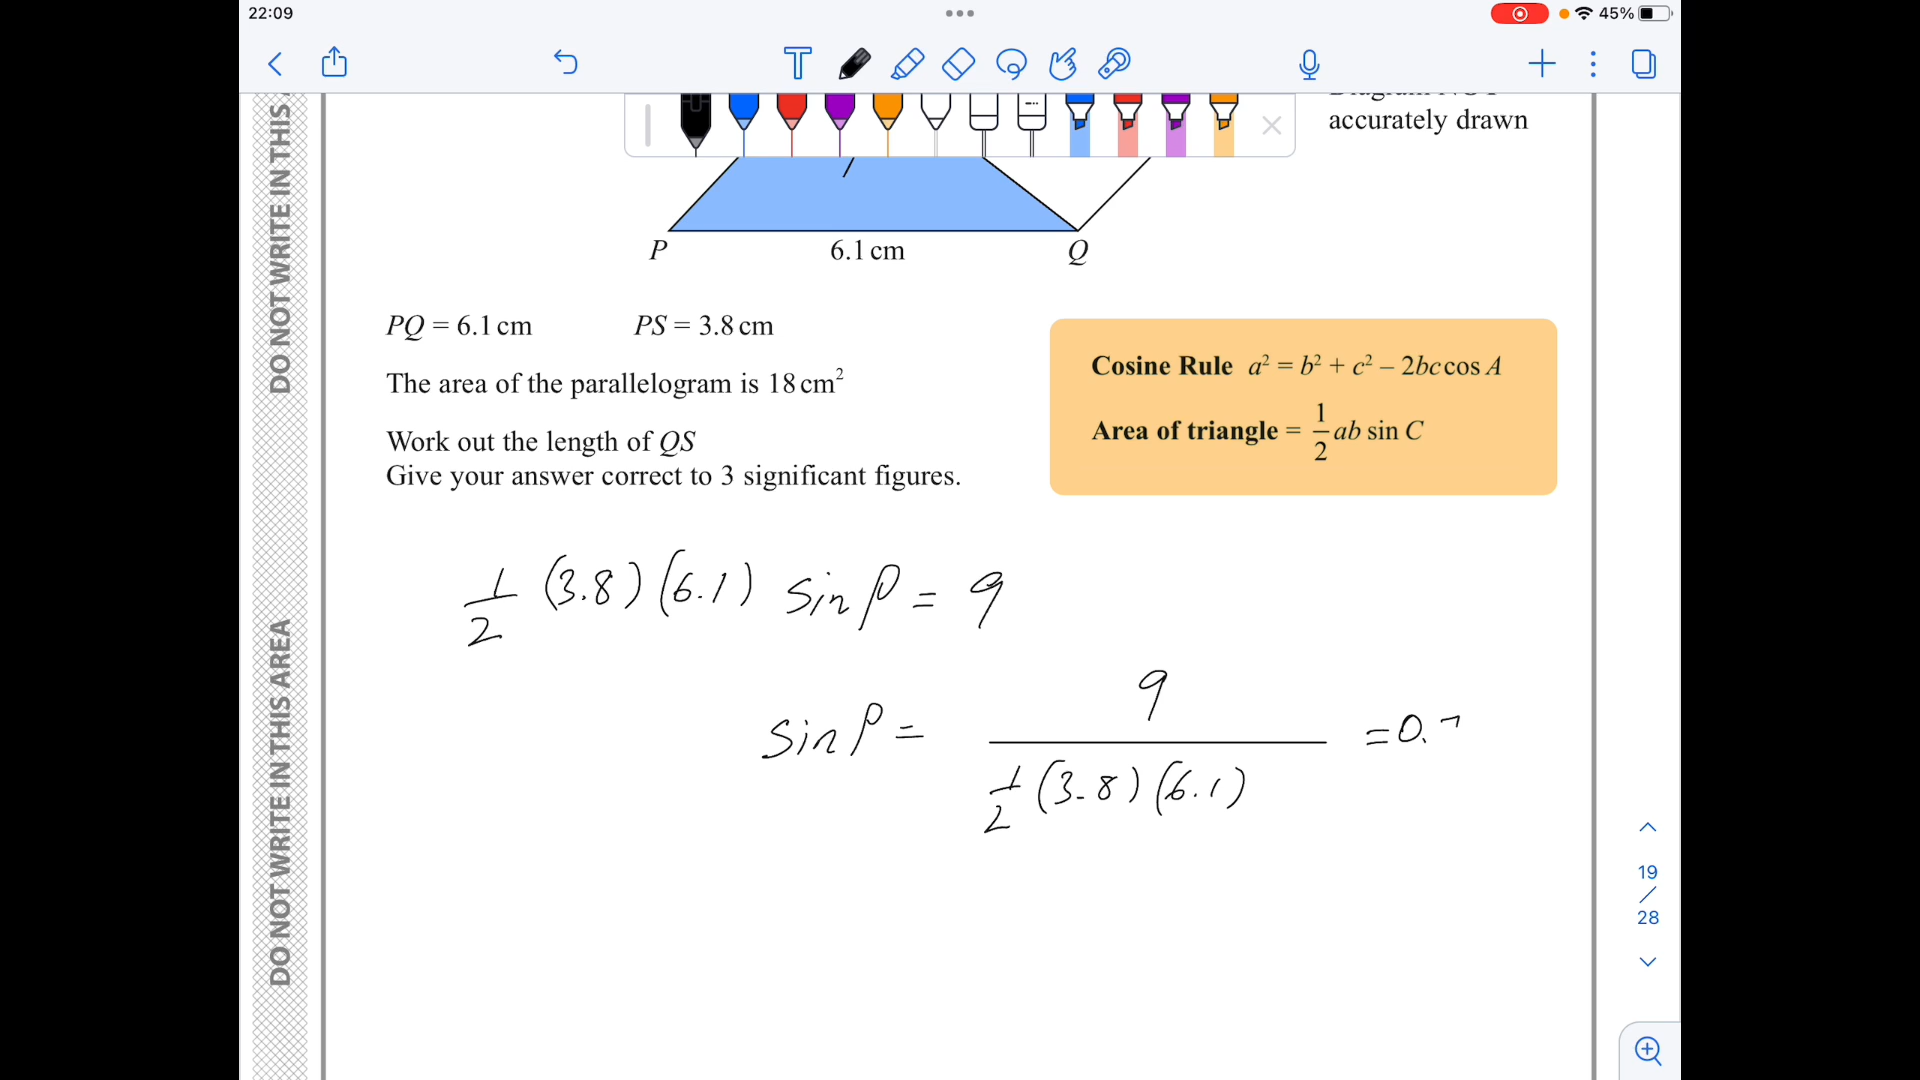 22:09
45%
accurately drawn
DO NOT WRITE IN THIS
P
6.1 cm
Q
PQ = 6.1 cm PS = 3.8 cm
The area of the parallelogram is 18 cm²
Work out the length of QS
Give your answer correct to 3 significant figures.
Cosine Rule a² = b² + c² – 2bc cos A
Area of triangle = 1/2 ab sin C
1/2 (3.8) (6.1) sin P = 9
sin P = 9 / 1/2 (3.8) (6.1) = 0.
DO NOT WRITE IN THIS AREA
19
/
28